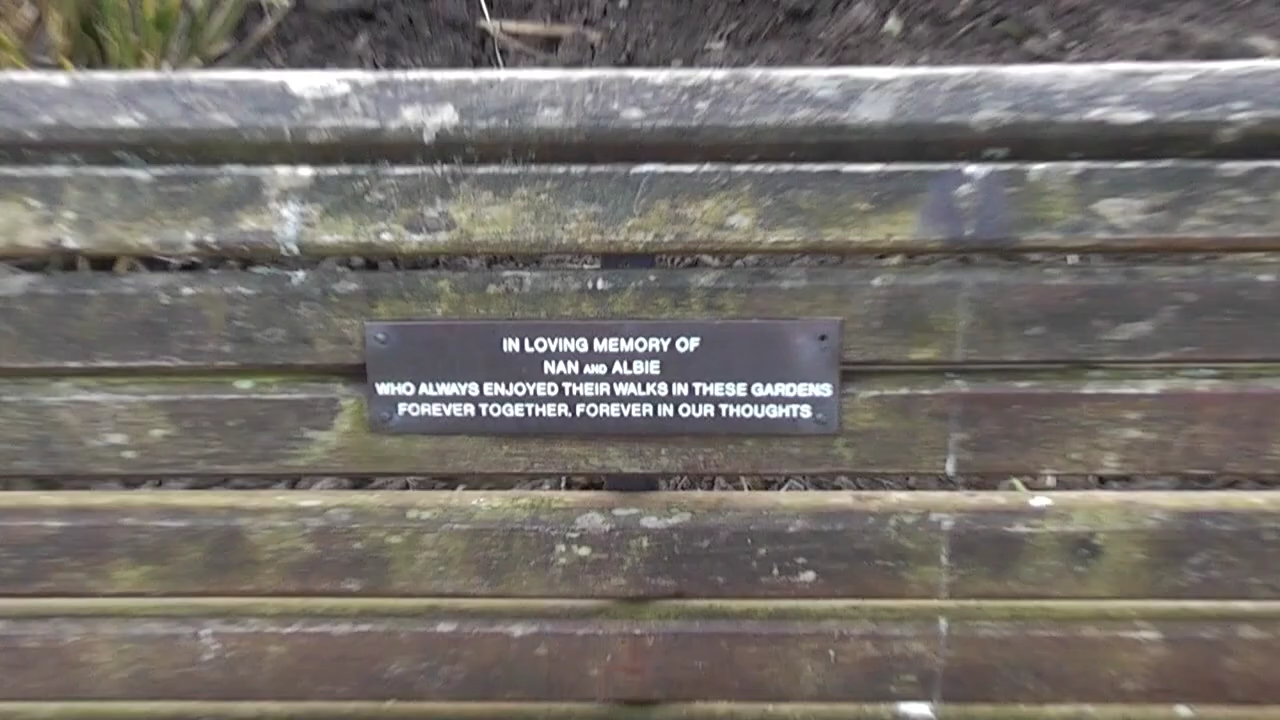 IN LOVING MEMORY OF
NAN AND ALBIE
WHO ALWAYS ENJOYED THEIR WALKS IN THESE GARDENS
FOREVER TOGETHER, FOREVER IN OUR THOUGHTS